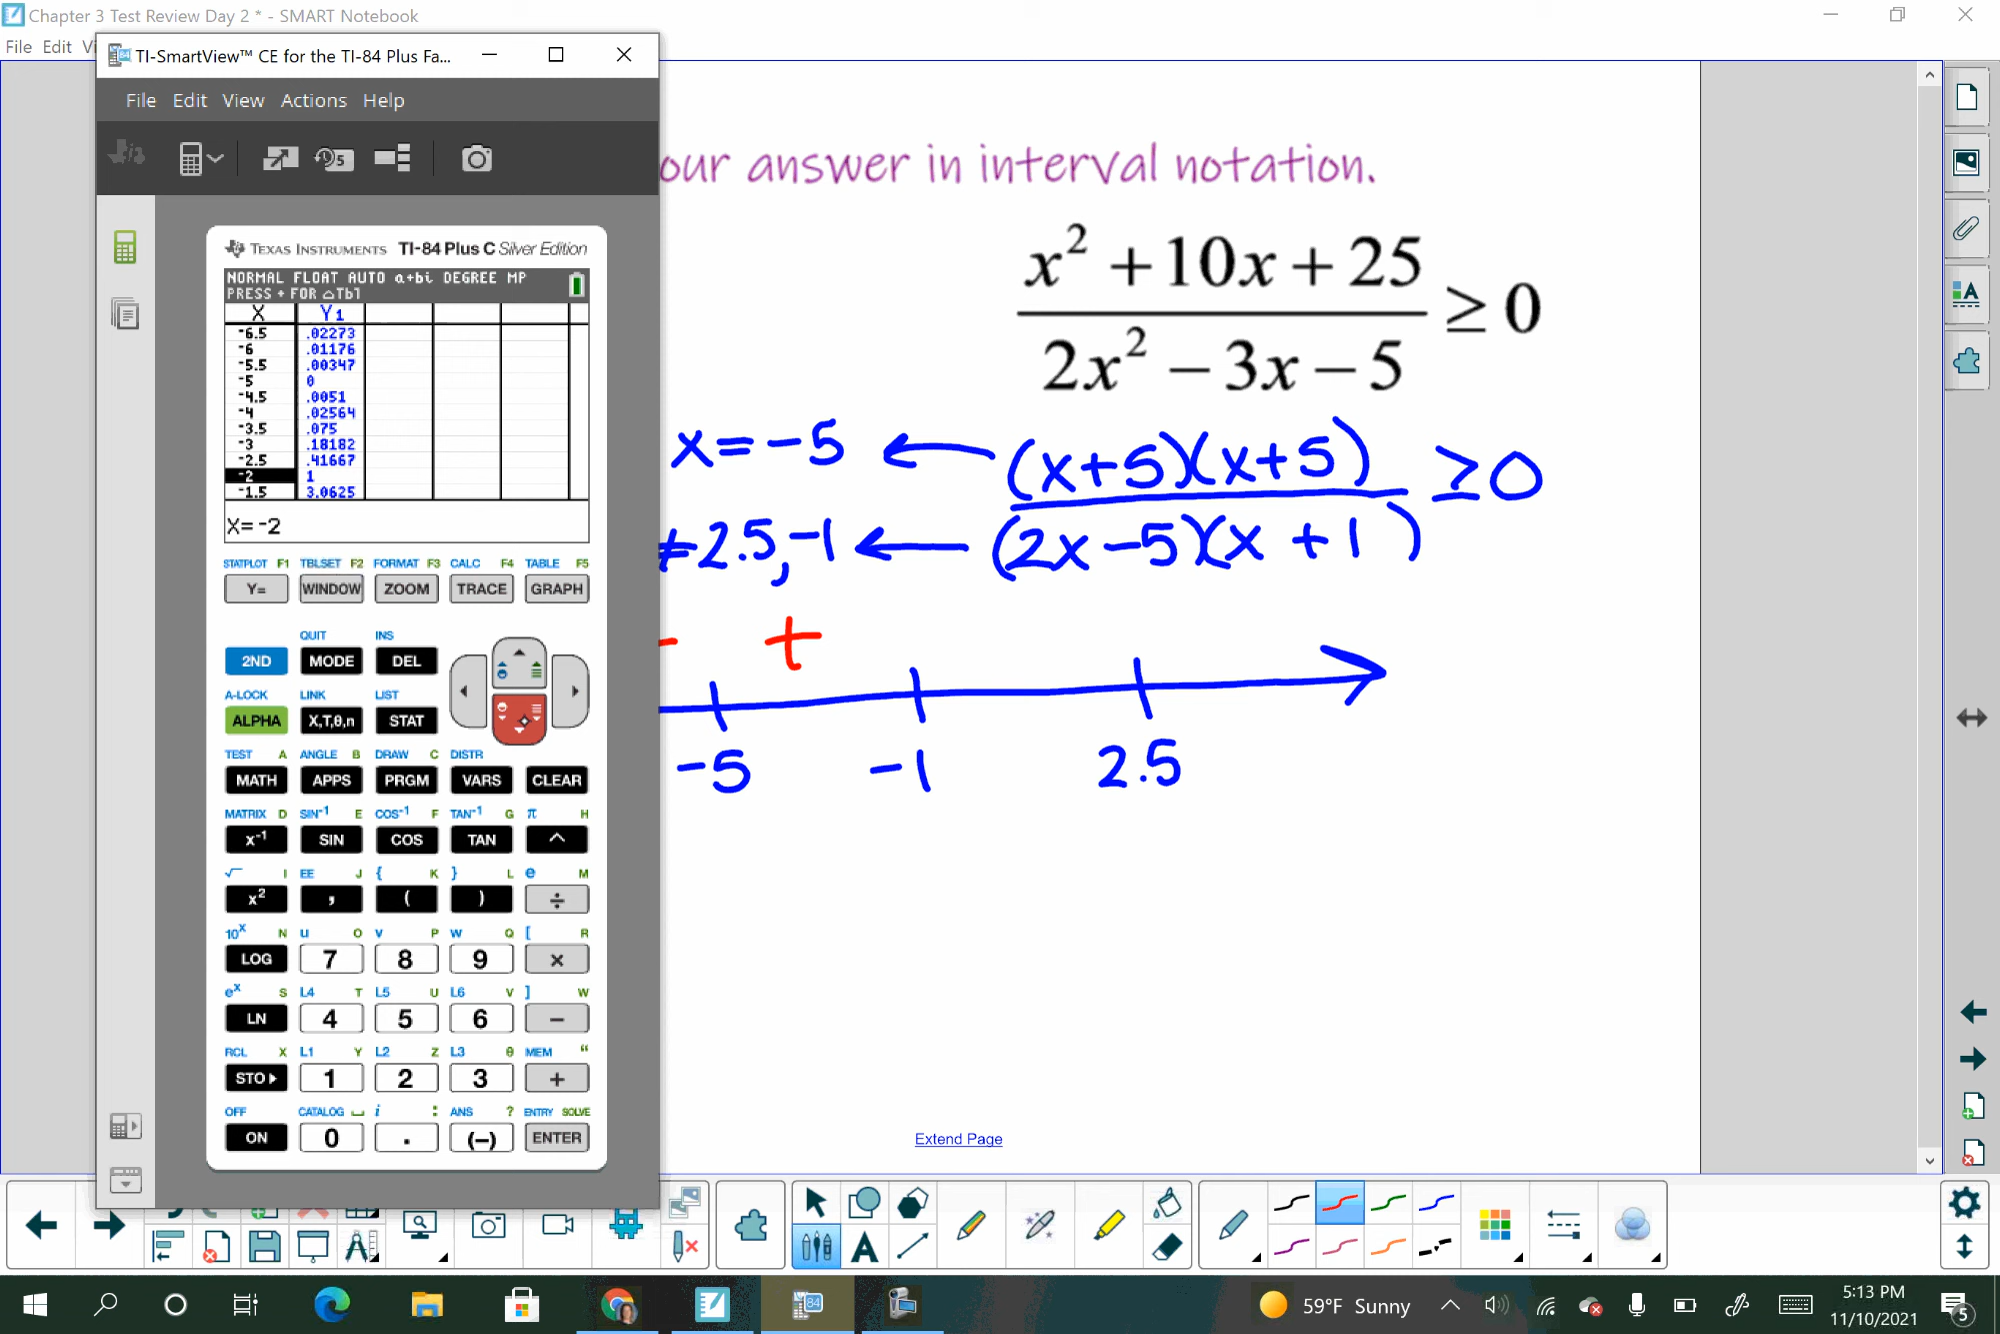 Chapter 3 Test Review Day 2 * - SMART Notebook
File Edit Vi
TI-SmartView™ CE for the TI-84 Plus Fa...
File Edit View Actions Help
our answer in interval notation.
x² + 10x + 25
≥ 0
2x² − 3x − 5
x = −5 ← (x+5)(x+5) ≥ 0
≠ 2.5, −1 ← (2x−5)(x+1)
- +
−5 −1 2.5
Extend Page
TEXAS INSTRUMENTS TI-84 Plus C Silver Edition
NORMAL FLOAT AUTO a+bi DEGREE MP
PRESS + FOR △Tbl
X Y1
-6.5 .02273
-6 .01176
-5.5 .00347
-5 0
-4.5 .0051
-4 .02564
-3.5 .075
-3 .18182
-2.5 .41667
-2 1
-1.5 3.0625
X= -2
STATPLOT F1 TBLSET F2 FORMAT F3 CALC F4 TABLE F5
Y= WINDOW ZOOM TRACE GRAPH
QUIT INS
2ND MODE DEL
A-LOCK LINK LIST
ALPHA X,T,θ,n STAT
TEST A ANGLE B DRAW C DISTR
MATH APPS PRGM VARS CLEAR
MATRIX D SIN⁻¹ E COS⁻¹ F TAN⁻¹ G π H
x⁻¹ SIN COS TAN ^
√ I EE J { K } L e M
x² , ( ) ÷
10ˣ N u O v P w Q [ R
LOG 7 8 9 ×
eˣ S L4 T L5 U L6 V ] W
LN 4 5 6 −
RCL X L1 Y L2 Z L3 θ MEM "
STO▸ 1 2 3 +
OFF CATALOG ⎵ i : ANS ? ENTRY SOLVE
ON 0 . (−) ENTER
59°F Sunny
5:13 PM
11/10/2021
5